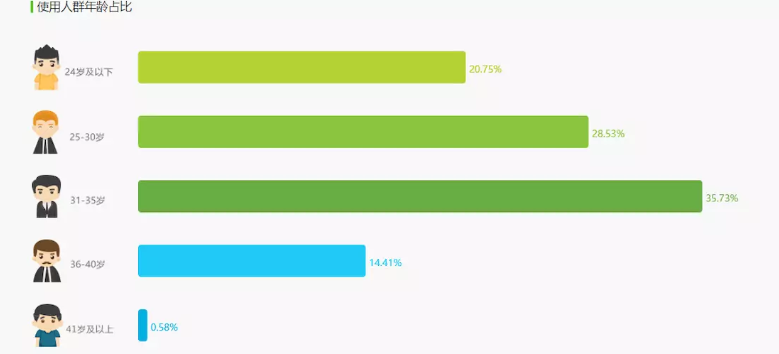 使用人群年龄占比
24岁及以下 20.75%
25-30岁 28.53%
31-35岁 35.73%
36-40岁 14.41%
41岁及以上 0.58%